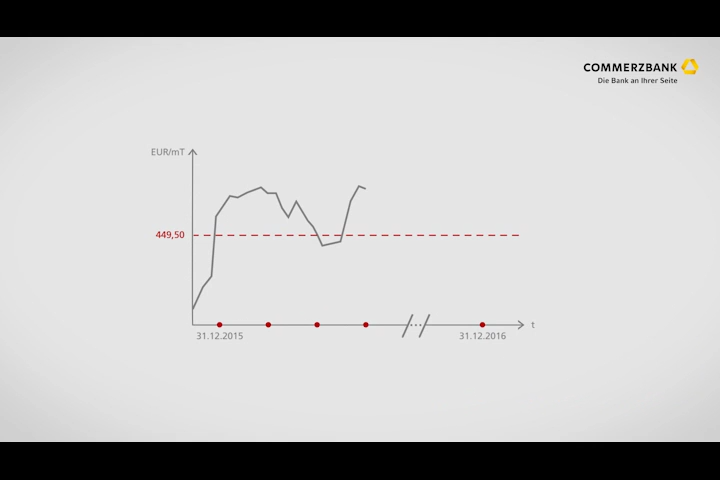 COMMERZBANK
Die Bank an Ihrer Seite
EUR/mT
449,50
t
31.12.2015
31.12.2016